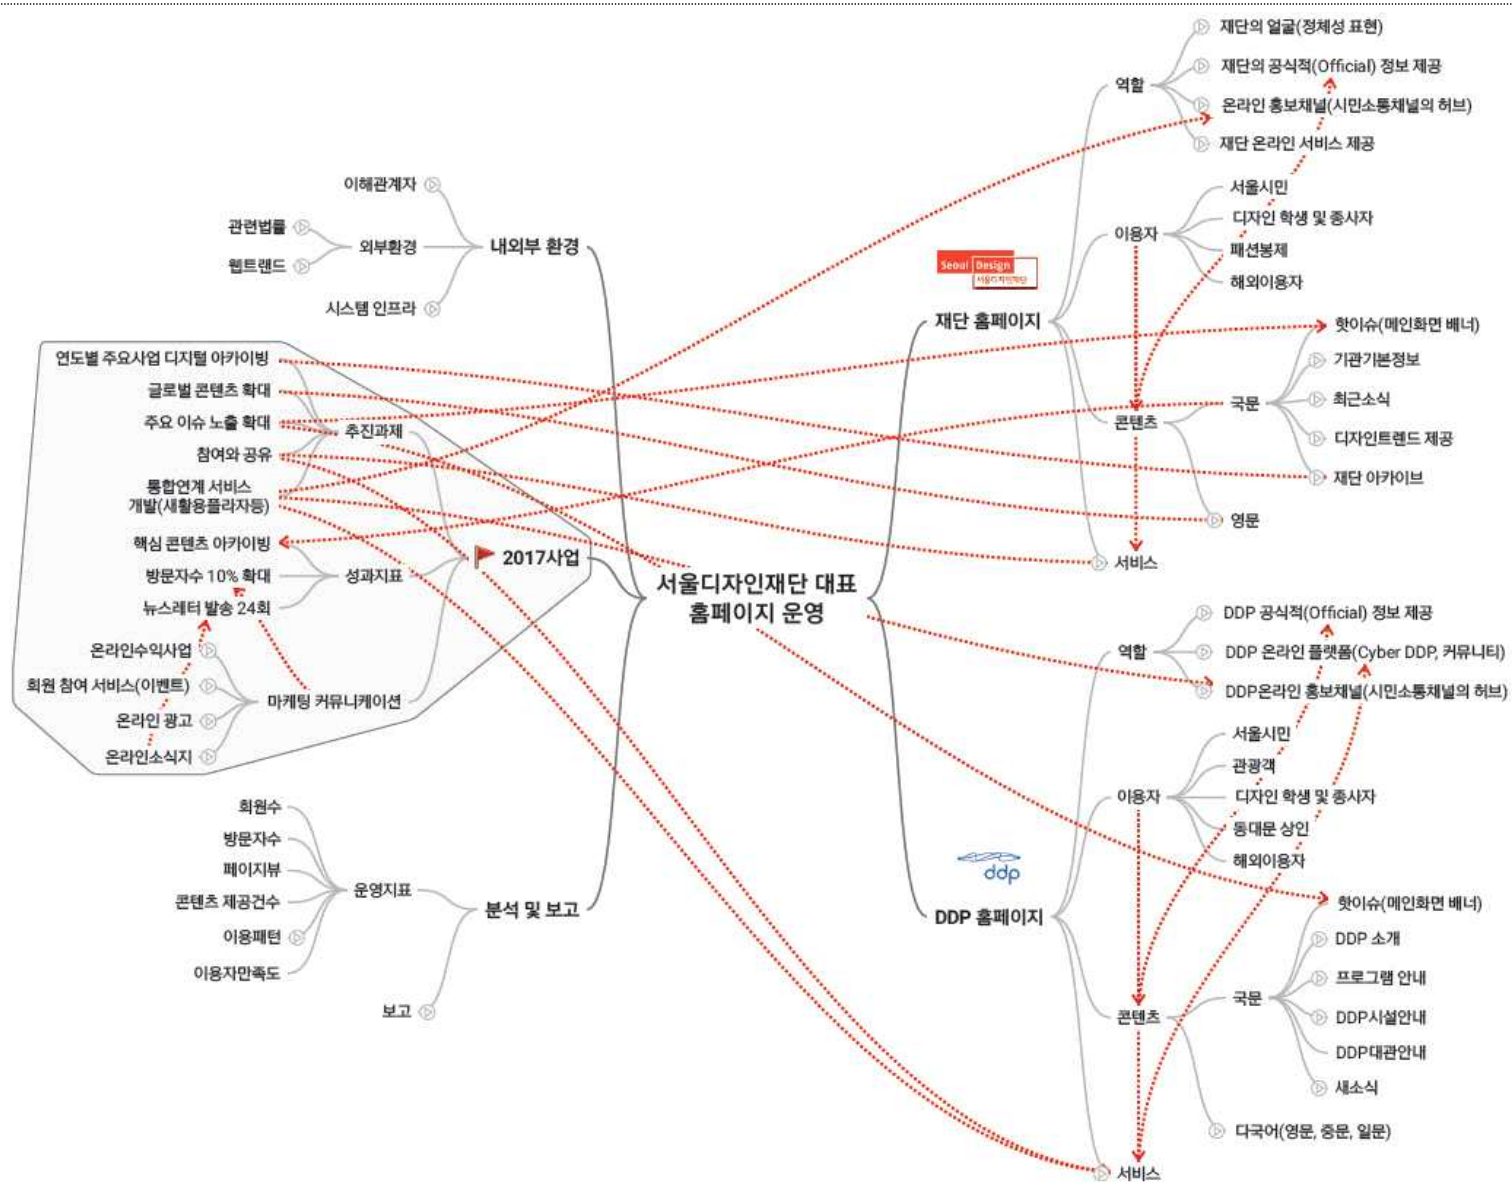 서울디자인재단 대표
홈페이지 운영
내외부 환경
이해관계자
외부환경
관련법률
웹트랜드
시스템 인프라
2017사업
추진과제
연도별 주요사업 디지털 아카이빙
글로벌 콘텐츠 확대
주요 이슈 노출 확대
참여와 공유
통합연계 서비스
개발(새활용플라자등)
성과지표
핵심 콘텐츠 아카이빙
방문자수 10% 확대
뉴스레터 발송 24회
마케팅 커뮤니케이션
온라인수익사업
회원 참여 서비스(이벤트)
온라인 광고
온라인소식지
분석 및 보고
운영지표
회원수
방문자수
페이지뷰
콘텐츠 제공건수
이용패턴
이용자만족도
보고
Seoul Design
서울디자인재단
재단 홈페이지
역할
재단의 얼굴(정체성 표현)
재단의 공식적(Official) 정보 제공
온라인 홍보채널(시민소통채널의 허브)
재단 온라인 서비스 제공
이용자
서울시민
디자인 학생 및 종사자
패션봉제
해외이용자
콘텐츠
국문
핫이슈(메인화면 배너)
기관기본정보
최근소식
디자인트렌드 제공
재단 아카이브
영문
서비스
ddp
DDP 홈페이지
역할
DDP 공식적(Official) 정보 제공
DDP 온라인 플랫폼(Cyber DDP, 커뮤니티)
DDP온라인 홍보채널(시민소통채널의 허브)
이용자
서울시민
관광객
디자인 학생 및 종사자
동대문 상인
해외이용자
콘텐츠
국문
핫이슈(메인화면 배너)
DDP 소개
프로그램 안내
DDP시설안내
DDP대관안내
새소식
다국어(영문, 중문, 일문)
서비스